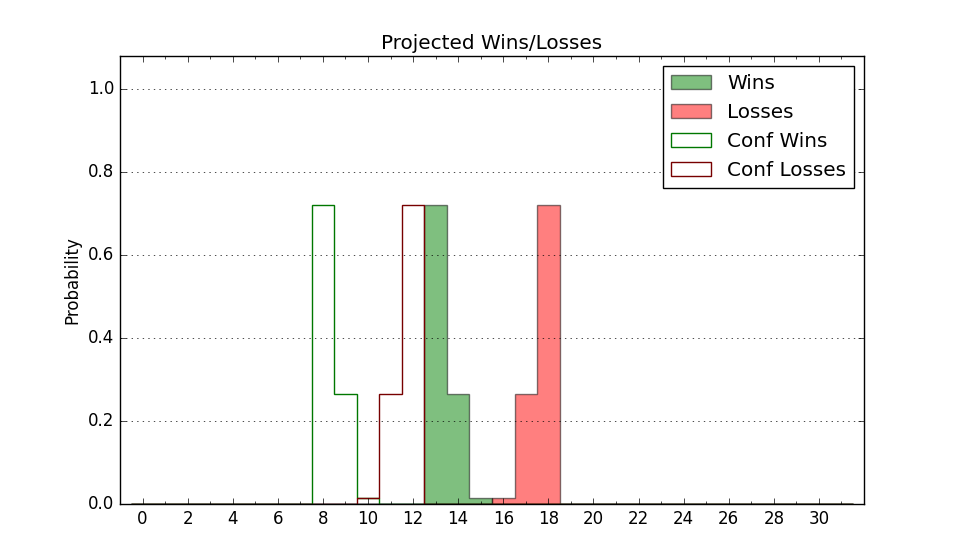 Projected Wins/Losses
Wins
Losses
Conf Wins
Conf Losses
1.0
0.8
0.6
0.4
0.2
0.0
Probability
0 2 4 6 8 10 12 14 16 18 20 22 24 26 28 30